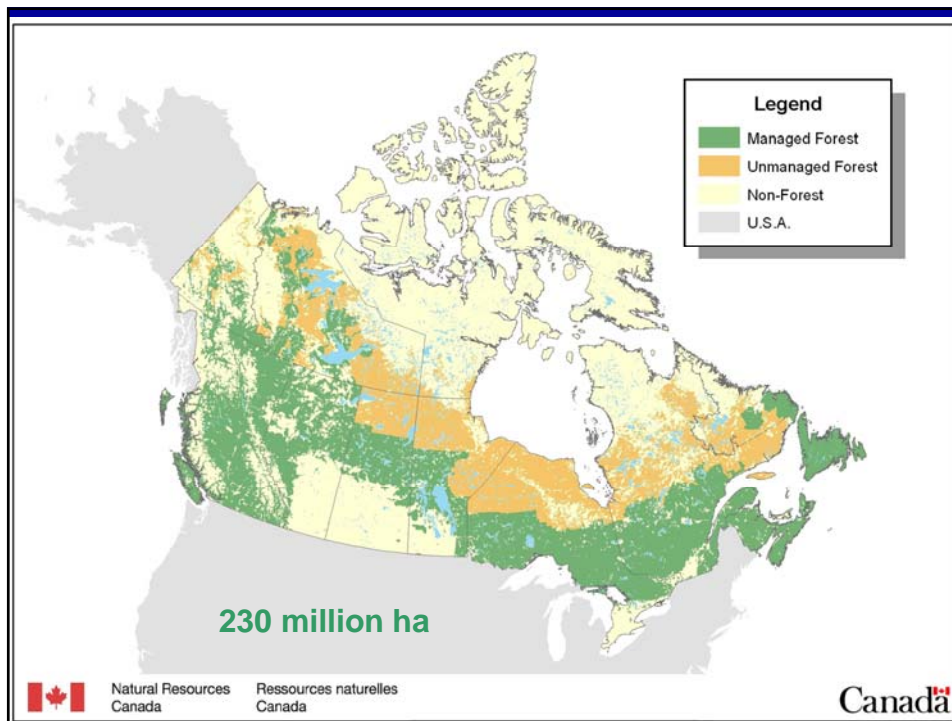 Legend
Managed Forest
Unmanaged Forest
Non-Forest
U.S.A.
230 million ha
Natural Resources
Canada
Ressources naturelles
Canada
Canada